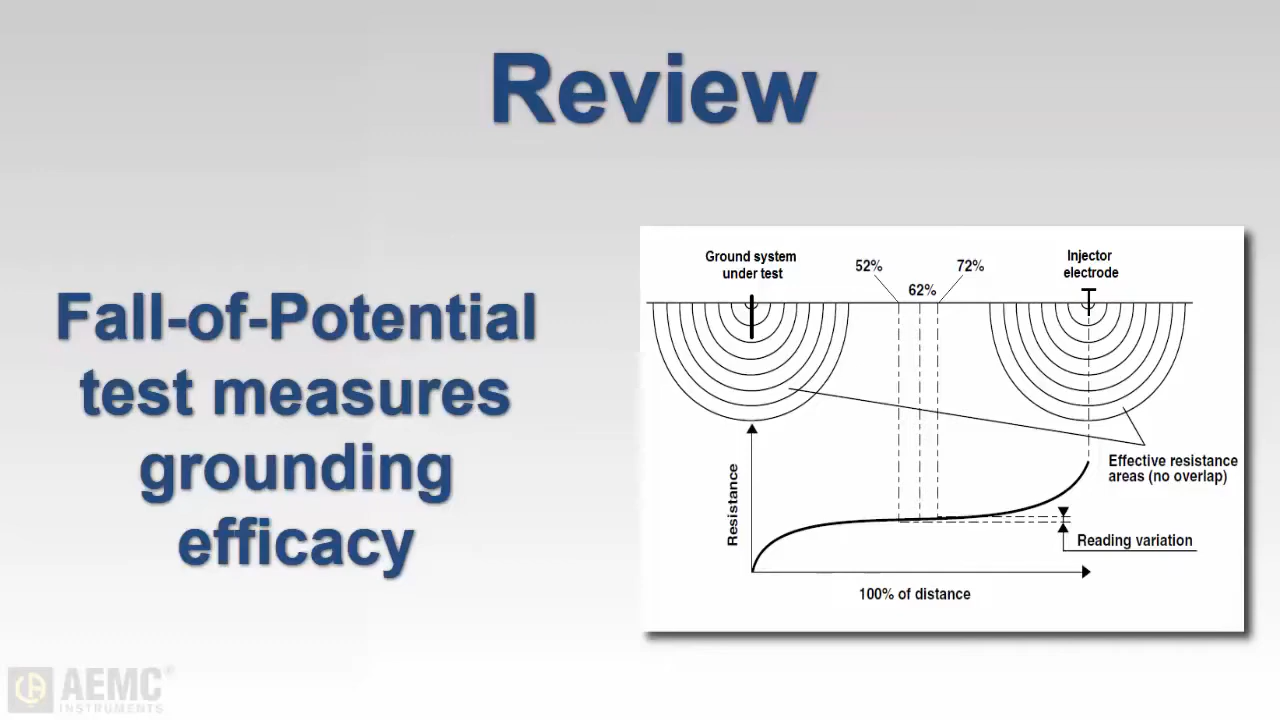 Review
Fall-of-Potential
test measures
grounding
efficacy
Ground system
under test
52%
62%
72%
Injector
electrode
Effective resistance
areas (no overlap)
Resistance
Reading variation
100% of distance
AEMC®
INSTRUMENTS